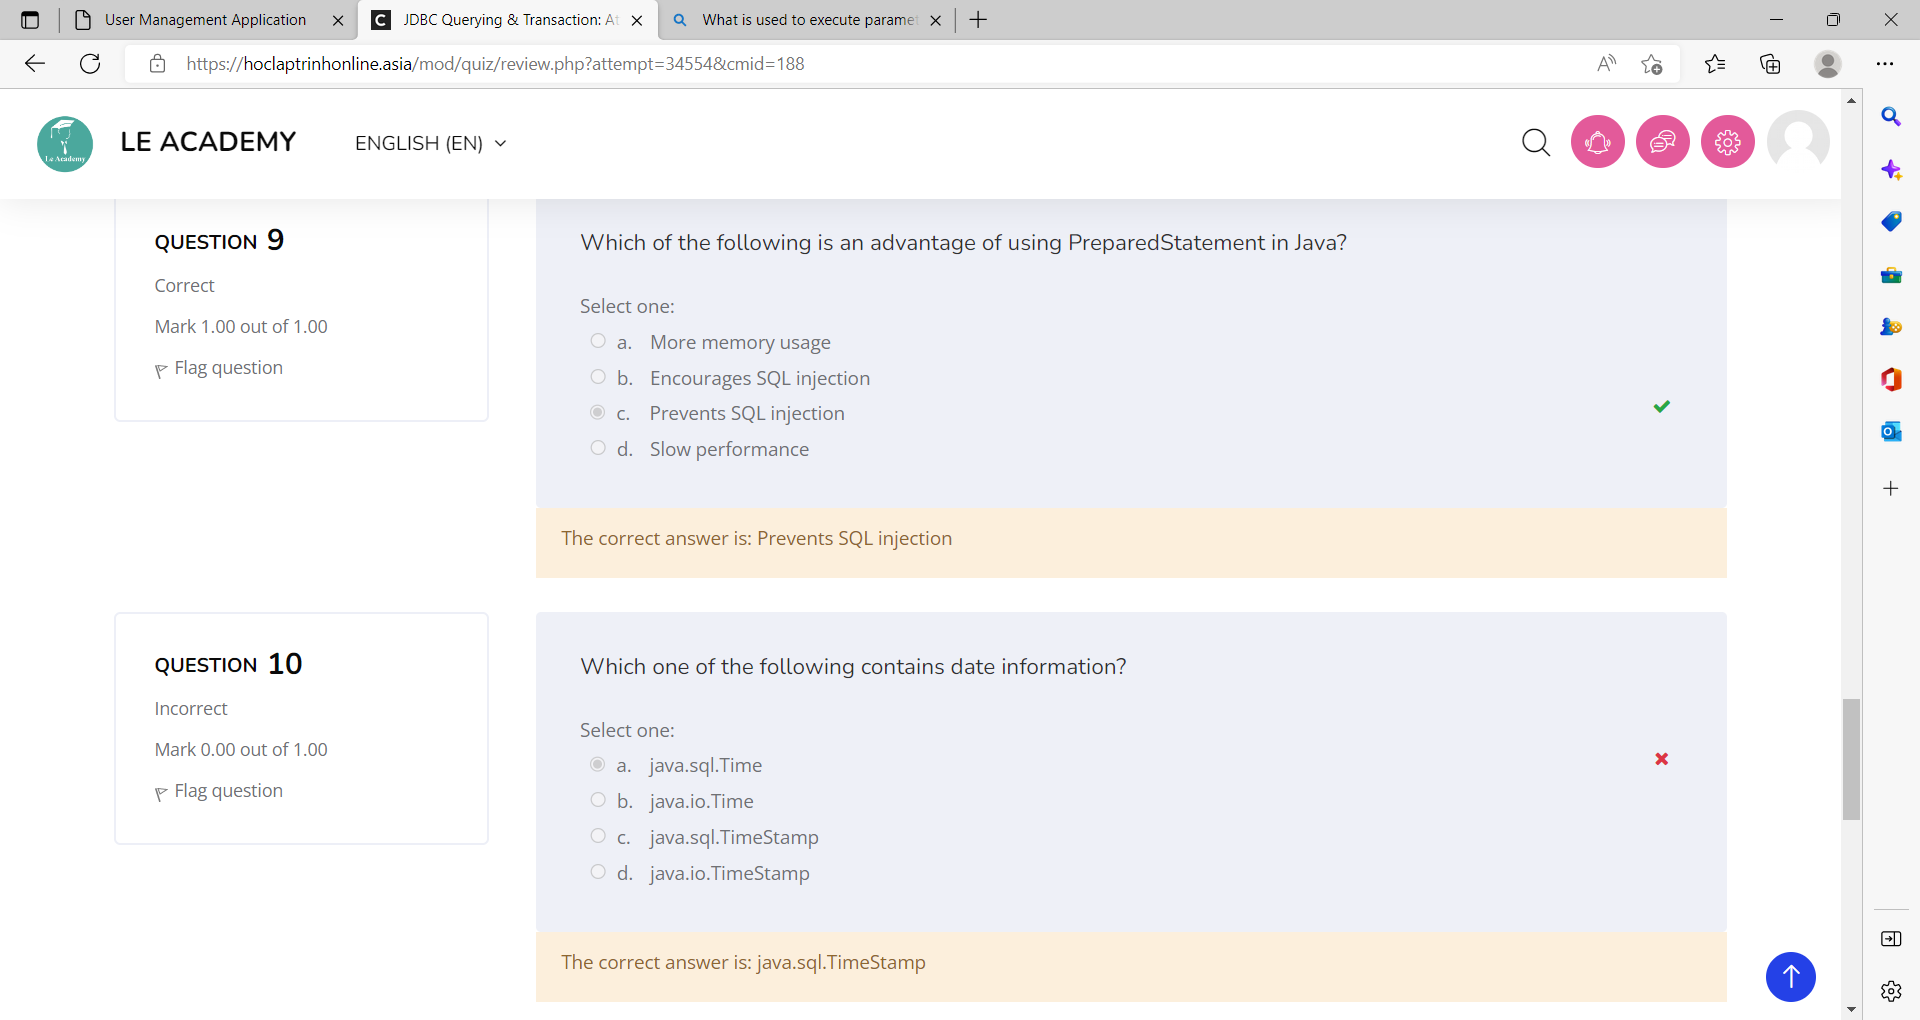 User Management Application
JDBC Querying & Transaction: At
What is used to execute paramet
https://hoclaptrinhonline.asia/mod/quiz/review.php?attempt=34554&cmid=188
Le Academy
LE ACADEMY
ENGLISH (EN)
QUESTION 9
Correct
Mark 1.00 out of 1.00
Flag question
Which of the following is an advantage of using PreparedStatement in Java?
Select one:
a. More memory usage
b. Encourages SQL injection
c. Prevents SQL injection
d. Slow performance
The correct answer is: Prevents SQL injection
QUESTION 10
Incorrect
Mark 0.00 out of 1.00
Flag question
Which one of the following contains date information?
Select one:
a. java.sql.Time
b. java.io.Time
c. java.sql.TimeStamp
d. java.io.TimeStamp
The correct answer is: java.sql.TimeStamp